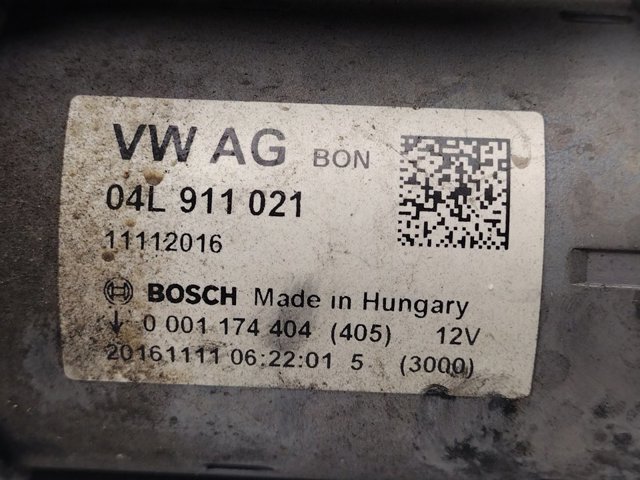 VW AG BON
04L 911 021
11112016
BOSCH Made in Hungary
0 001 174 404 (405) 12V
20161111 06:22:01 5 (3000)